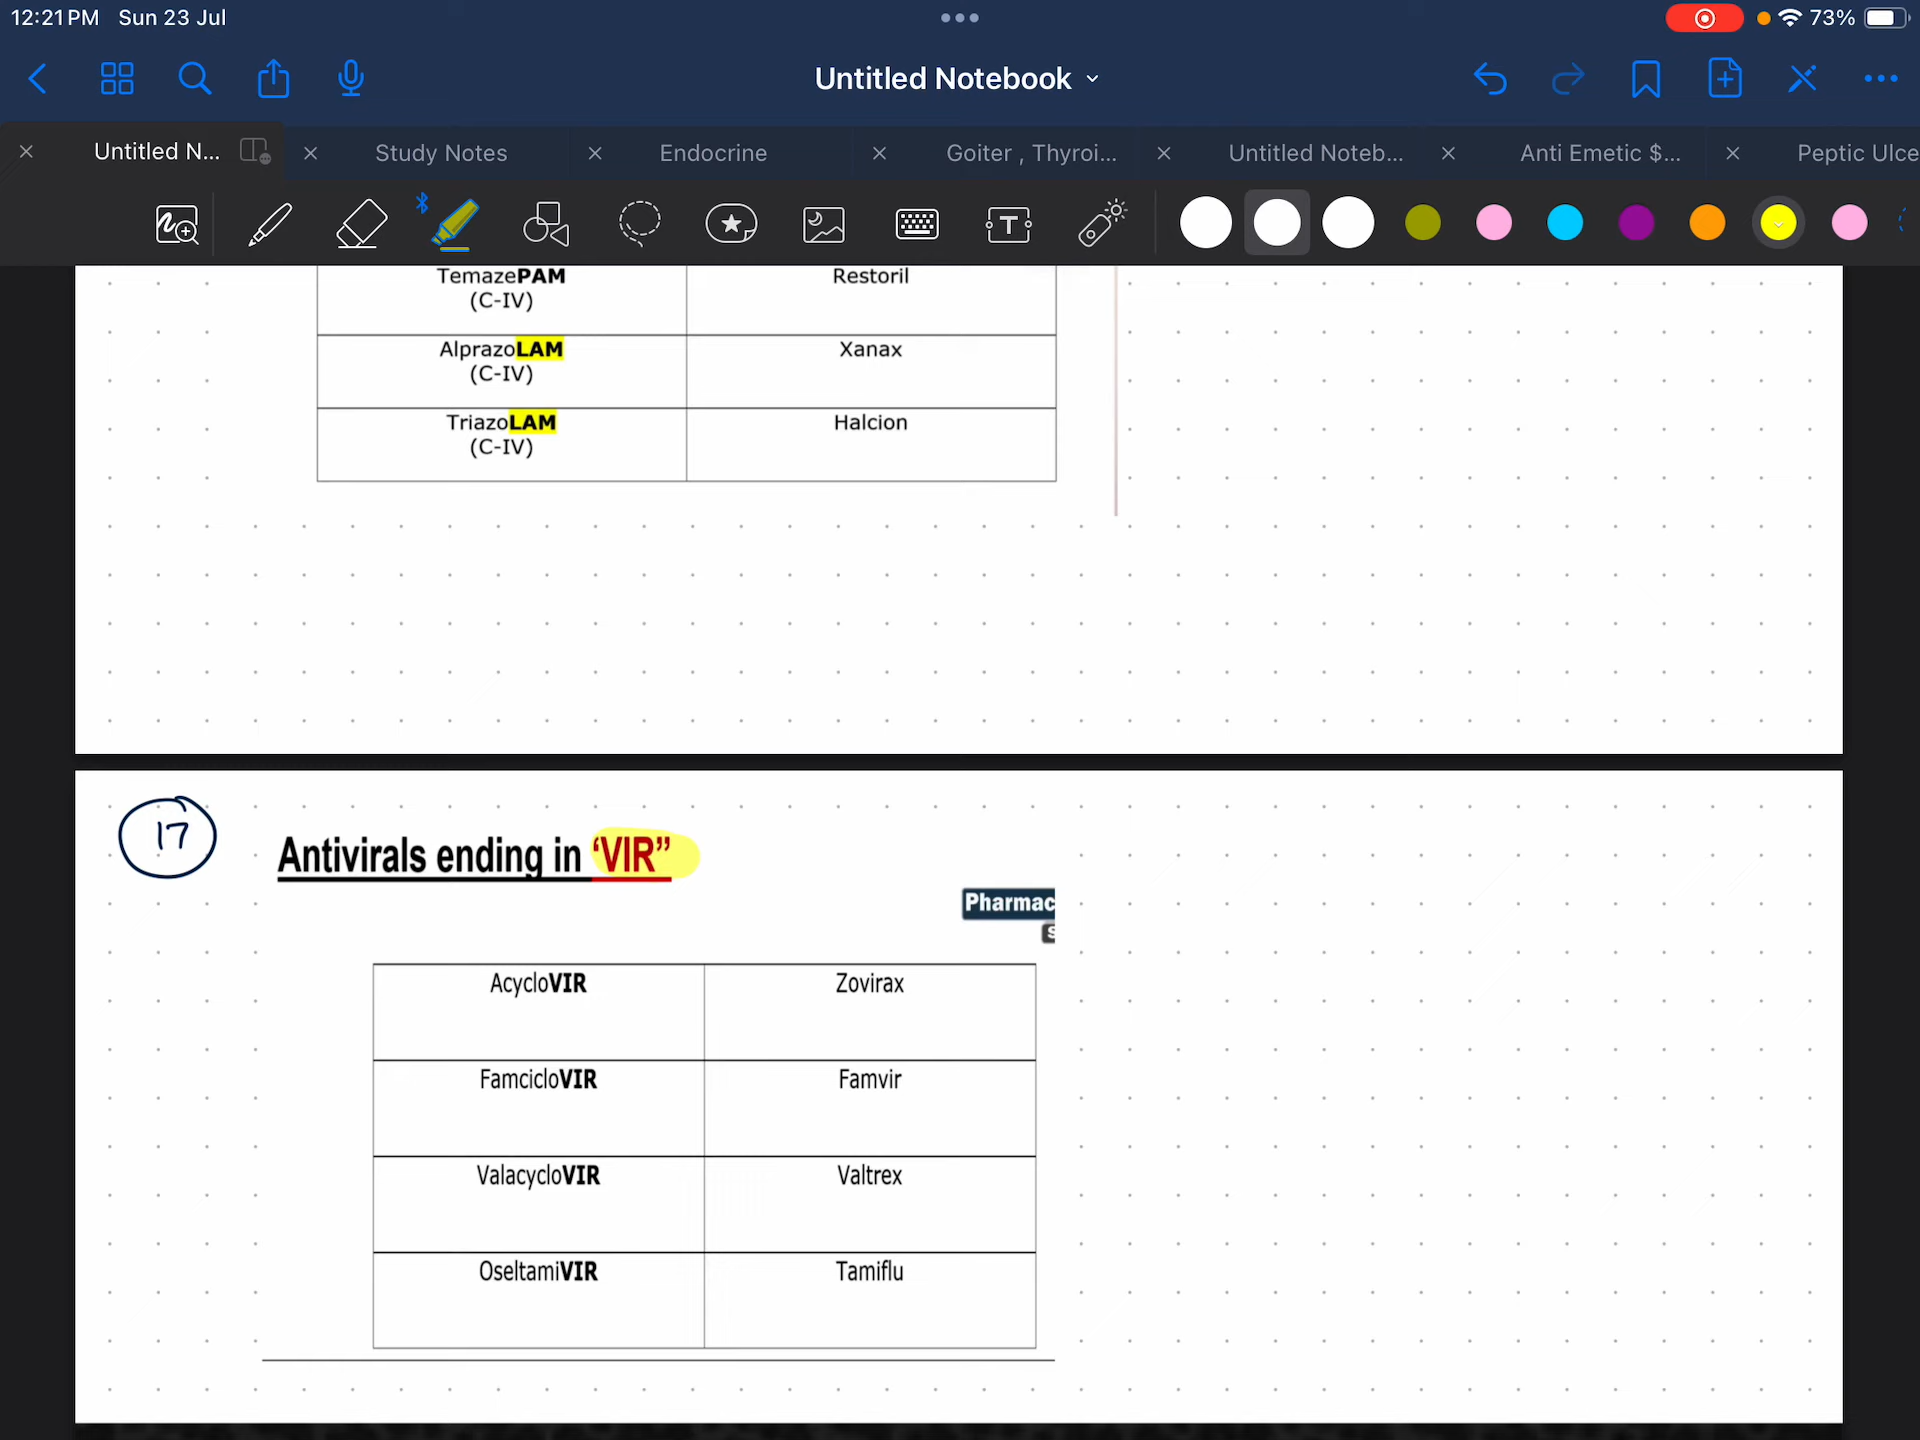 12:21 PM Sun 23 Jul
73%
Untitled Notebook
Untitled N...
Study Notes
Endocrine
Goiter , Thyroi...
Untitled Noteb...
Anti Emetic $...
Peptic Ulce
TemazePAM
(C-IV)
Restoril
AlprazoLAM
(C-IV)
Xanax
TriazoLAM
(C-IV)
Halcion
17
Antivirals ending in ‘VIR”
Pharmac
S
AcycloVIR
Zovirax
FamcicloVIR
Famvir
ValacycloVIR
Valtrex
OseltamiVIR
Tamiflu